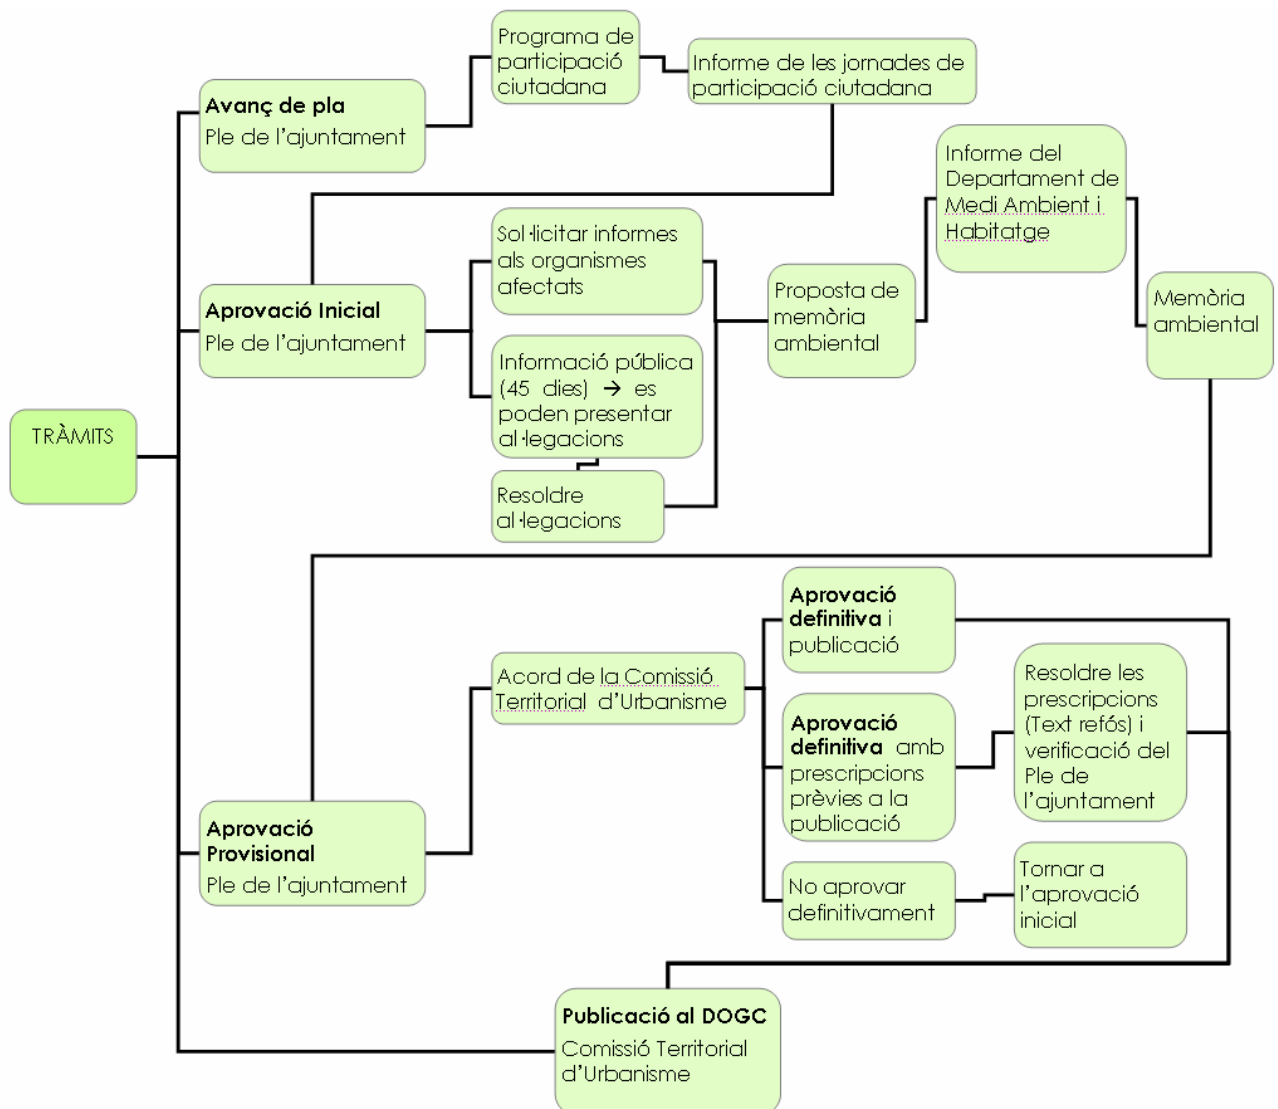 Programa de
participació
ciutadana
Informe de les jornades de
participació ciutadana
Avanç de pla
Ple de l'ajuntament
Informe del
Departament de
Medi Ambient i
Habitatge
Sol·licitar informes
als organismes
afectats
Proposta de
memòria
ambiental
Memòria
ambiental
Aprovació Inicial
Ple de l'ajuntament
Informació pública
(45 dies) → es
poden presentar
al·legacions
TRÀMITS
Resoldre
al·legacions
Aprovació
definitiva i
publicació
Acord de la Comissió
Territorial d'Urbanisme
Resoldre les
prescripcions
(Text refós) i
verificació del
Ple de
l'ajuntament
Aprovació
definitiva amb
prescripcions
prèvies a la
publicació
Aprovació
Provisional
Ple de l'ajuntament
No aprovar
definitivament
Tornar a
l'aprovació
inicial
Publicació al DOGC
Comissió Territorial
d'Urbanisme